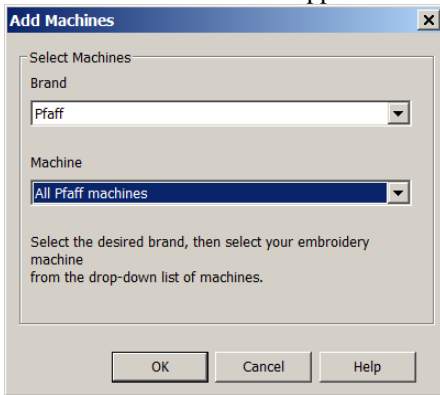 Add Machines
Select Machines
Brand
Pfaff
Machine
All Pfaff machines
Select the desired brand, then select your embroidery
machine
from the drop-down list of machines.
OK Cancel Help